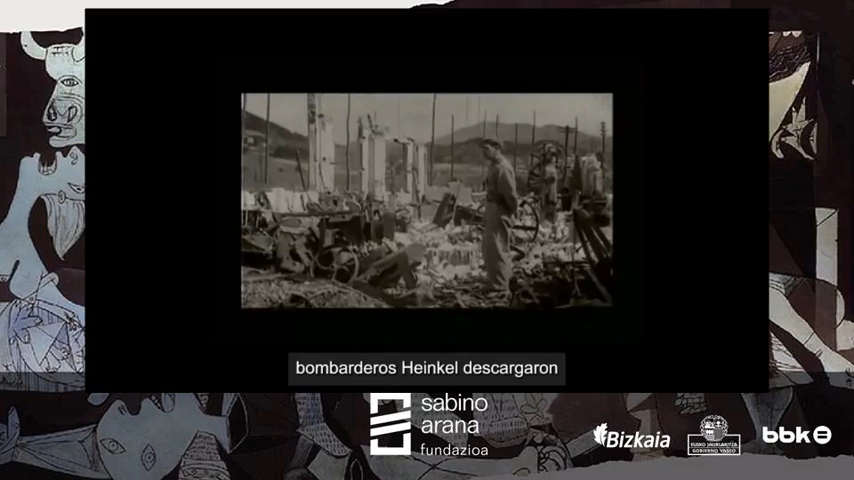 bombarderos Heinkel descargaron
sabino
arana
fundazioa
Bizkaia
EUSKO JAURLARITZA
GOBIERNO VASCO
bbk